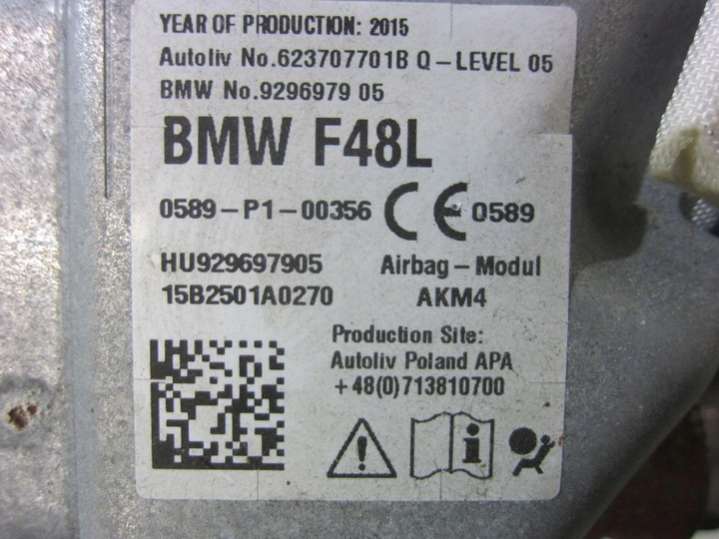 YEAR OF PRODUCTION: 2015
Autoliv No.623707701B Q-LEVEL 05
BMW No.9296979 05
BMW F48L
0589-P1-00356 CE 0589
HU929697905 Airbag-Modul
15B2501A0270 AKM4
Production Site:
Autoliv Poland APA
+48(0)713810700